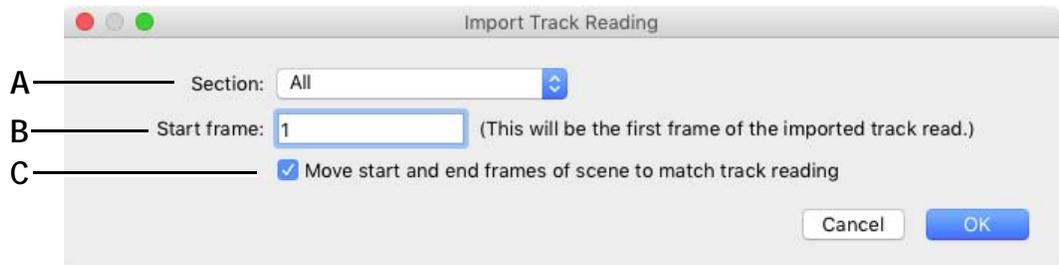 Import Track Reading
A Section: All
B Start frame: 1 (This will be the first frame of the imported track read.)
C Move start and end frames of scene to match track reading
Cancel OK